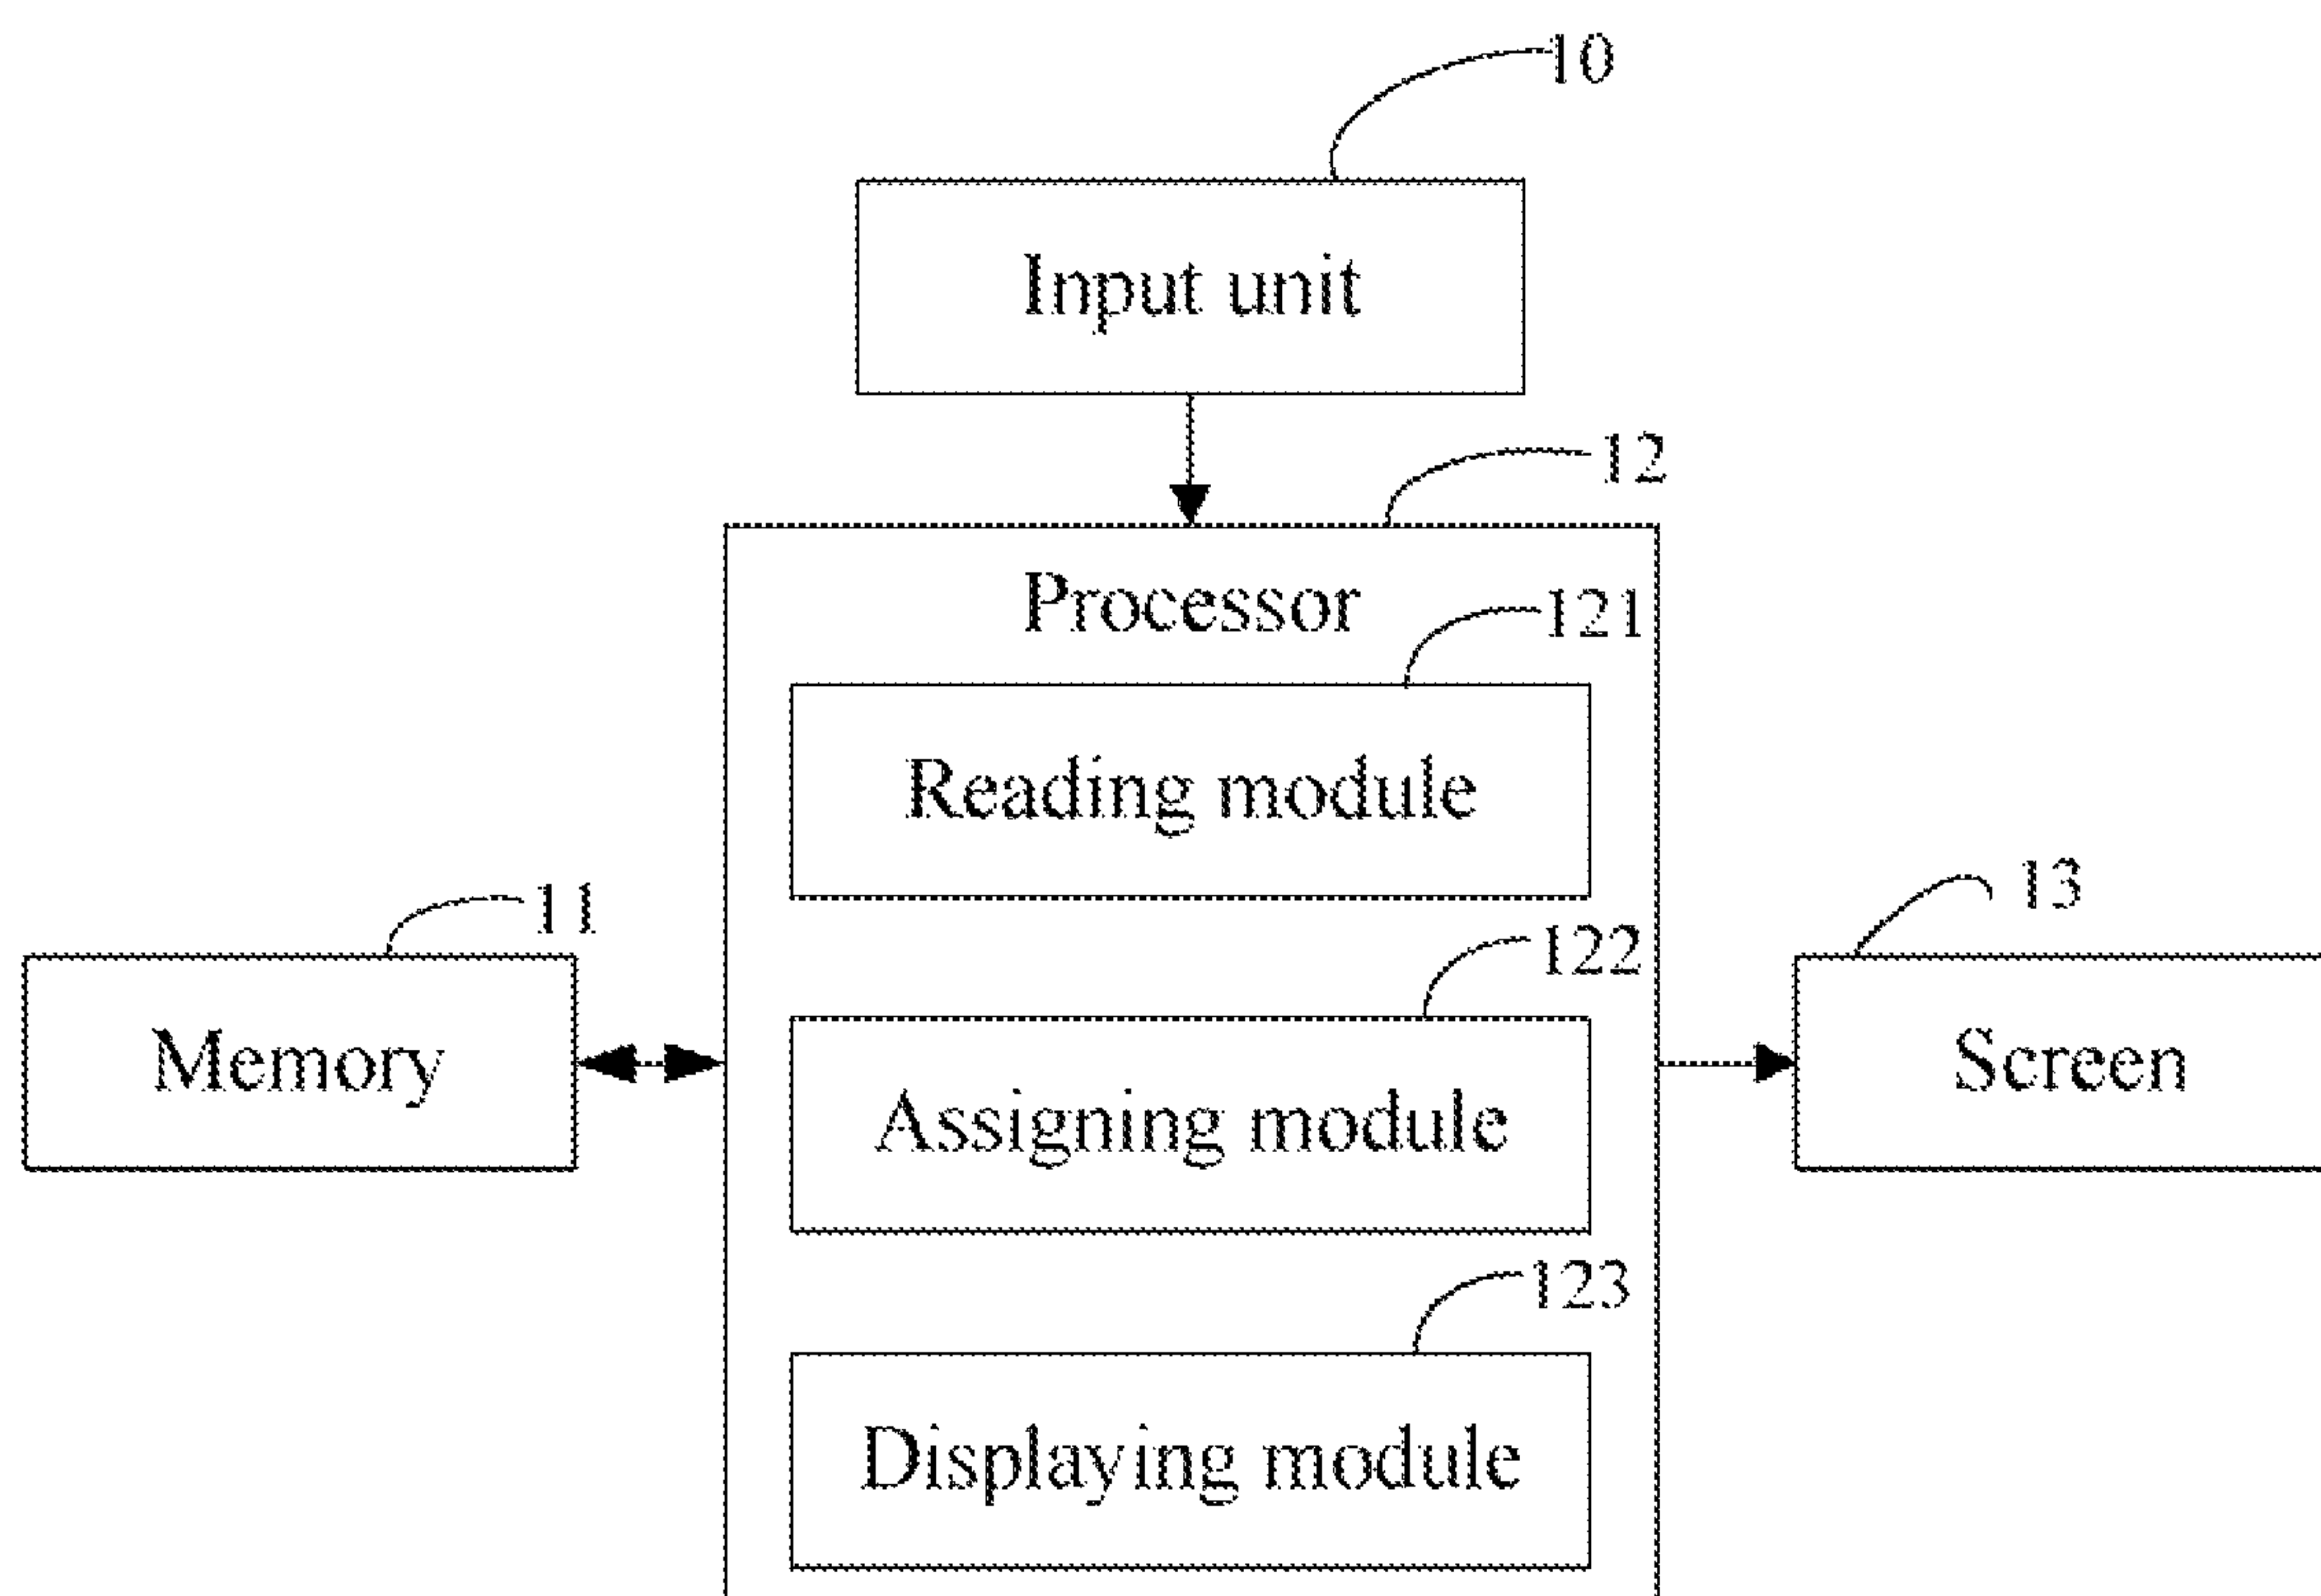 10
Input unit
12
Processor
121
Reading module
11
13
122
Memory
Assigning module
Screen
123
Displaying module